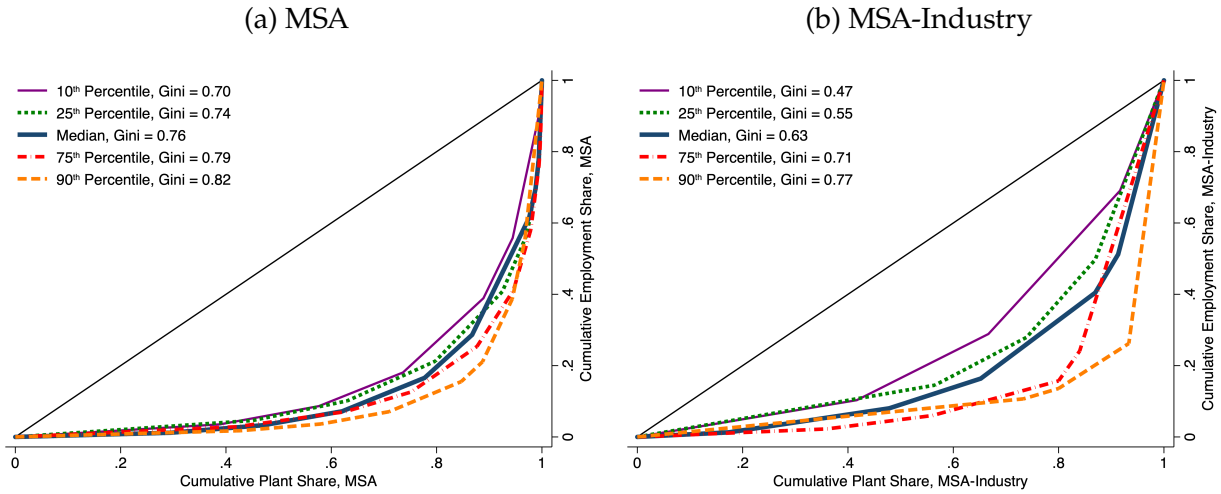 (a) MSA
10th Percentile, Gini = 0.70
25th Percentile, Gini = 0.74
Median, Gini = 0.76
75th Percentile, Gini = 0.79
90th Percentile, Gini = 0.82
0
.2
.4
.6
.8
1
Cumulative Employment Share, MSA
0
.2
.4
.6
.8
1
Cumulative Plant Share, MSA
(b) MSA-Industry
10th Percentile, Gini = 0.47
25th Percentile, Gini = 0.55
Median, Gini = 0.63
75th Percentile, Gini = 0.71
90th Percentile, Gini = 0.77
0
.2
.4
.6
.8
1
Cumulative Employment Share, MSA-Industry
0
.2
.4
.6
.8
1
Cumulative Plant Share, MSA-Industry